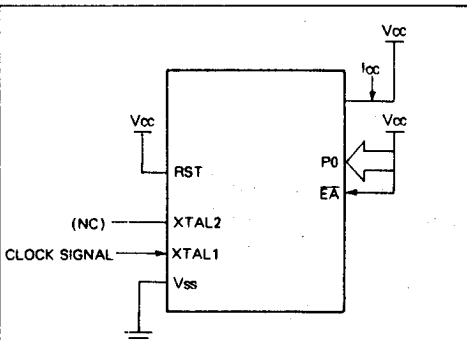 Vcc
Icc
Vcc
Vcc
P0
RST
EA
(NC)
XTAL2
CLOCK SIGNAL
XTAL1
Vss